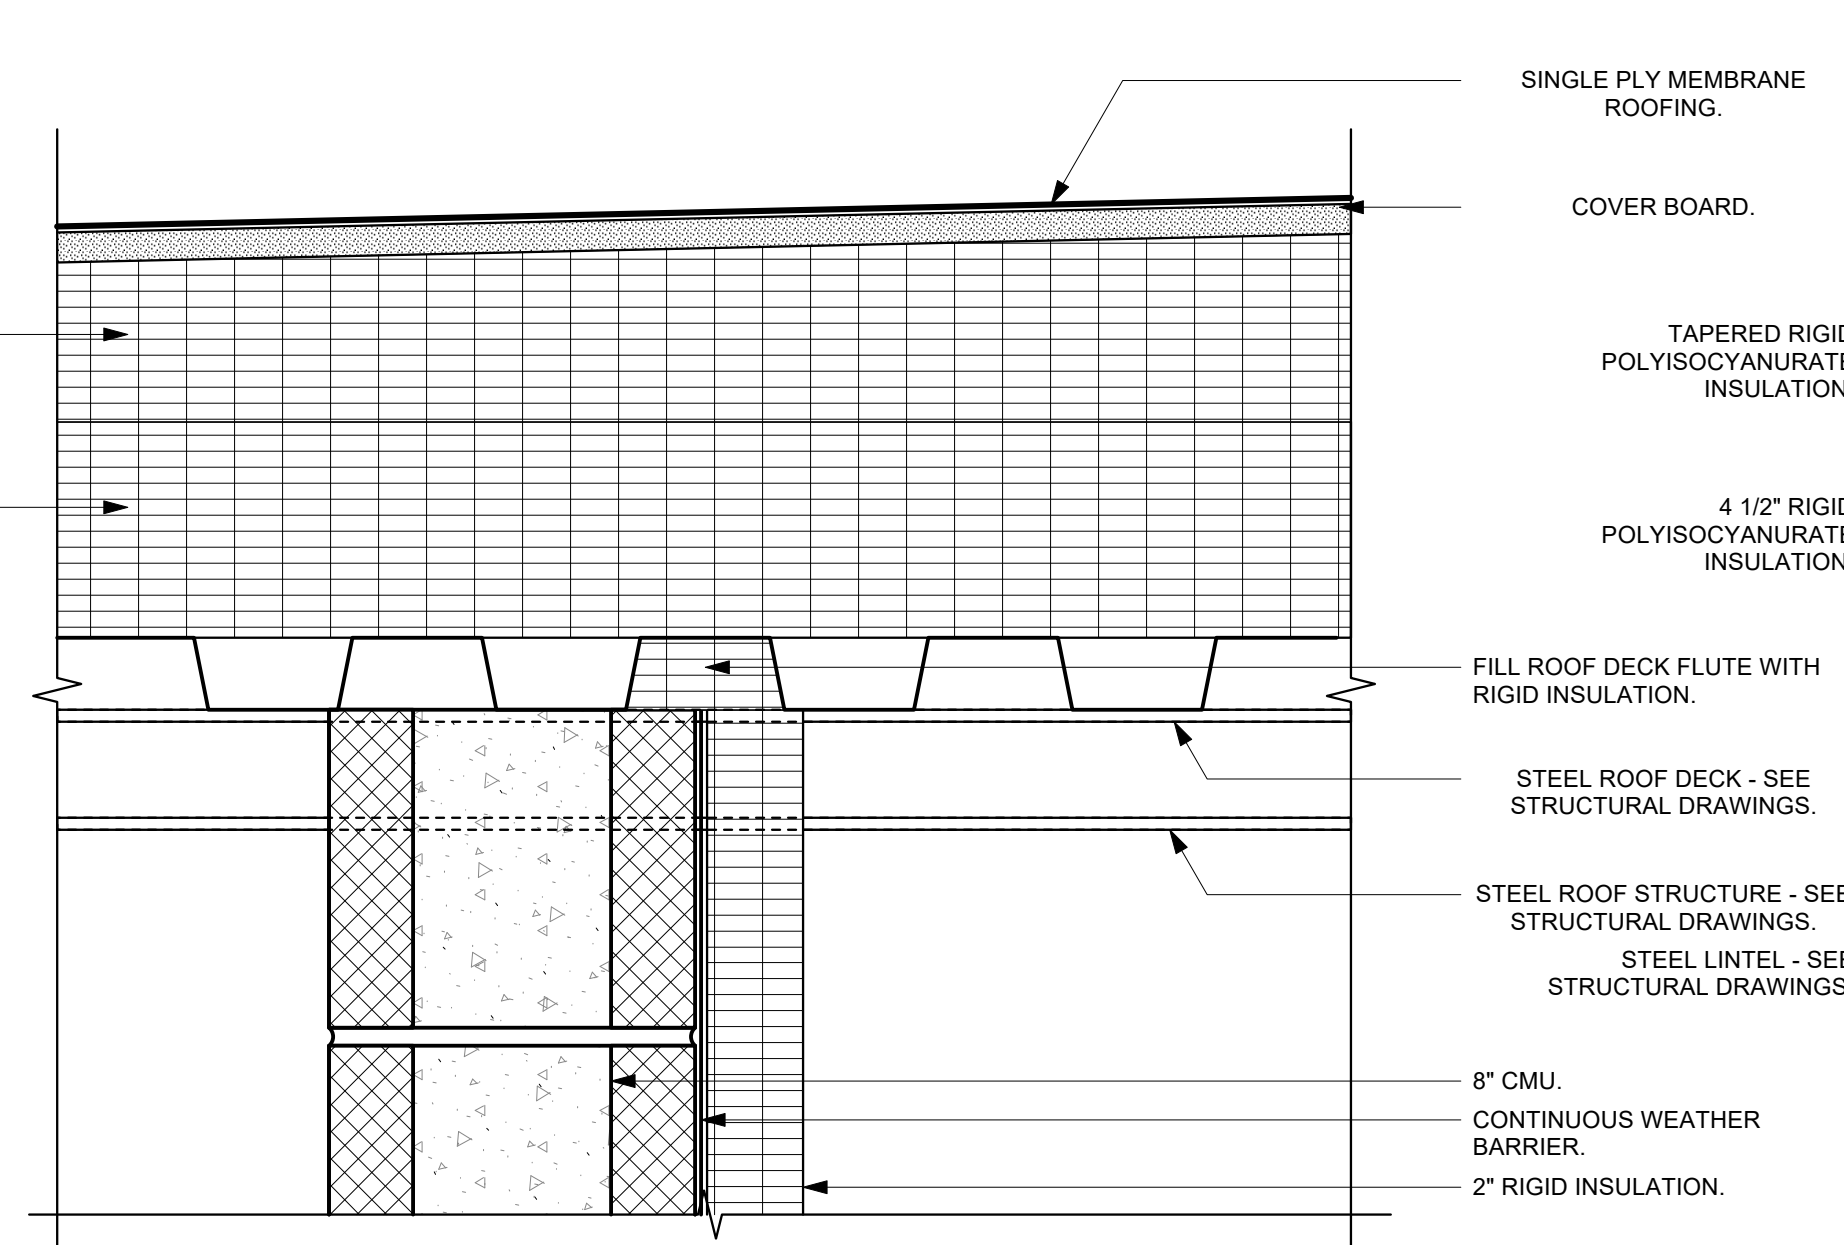 SINGLE PLY MEMBRANE
ROOFING.
COVER BOARD.
TAPERED RIGID
POLYISOCYANURATE
INSULATION
4 1/2" RIGID
POLYISOCYANURATE
INSULATION
FILL ROOF DECK FLUTE WITH
RIGID INSULATION.
STEEL ROOF DECK - SEE
STRUCTURAL DRAWINGS.
STEEL ROOF STRUCTURE - SEE
STRUCTURAL DRAWINGS.
STEEL LINTEL - SEE
STRUCTURAL DRAWINGS
8" CMU.
CONTINUOUS WEATHER
BARRIER.
2" RIGID INSULATION.